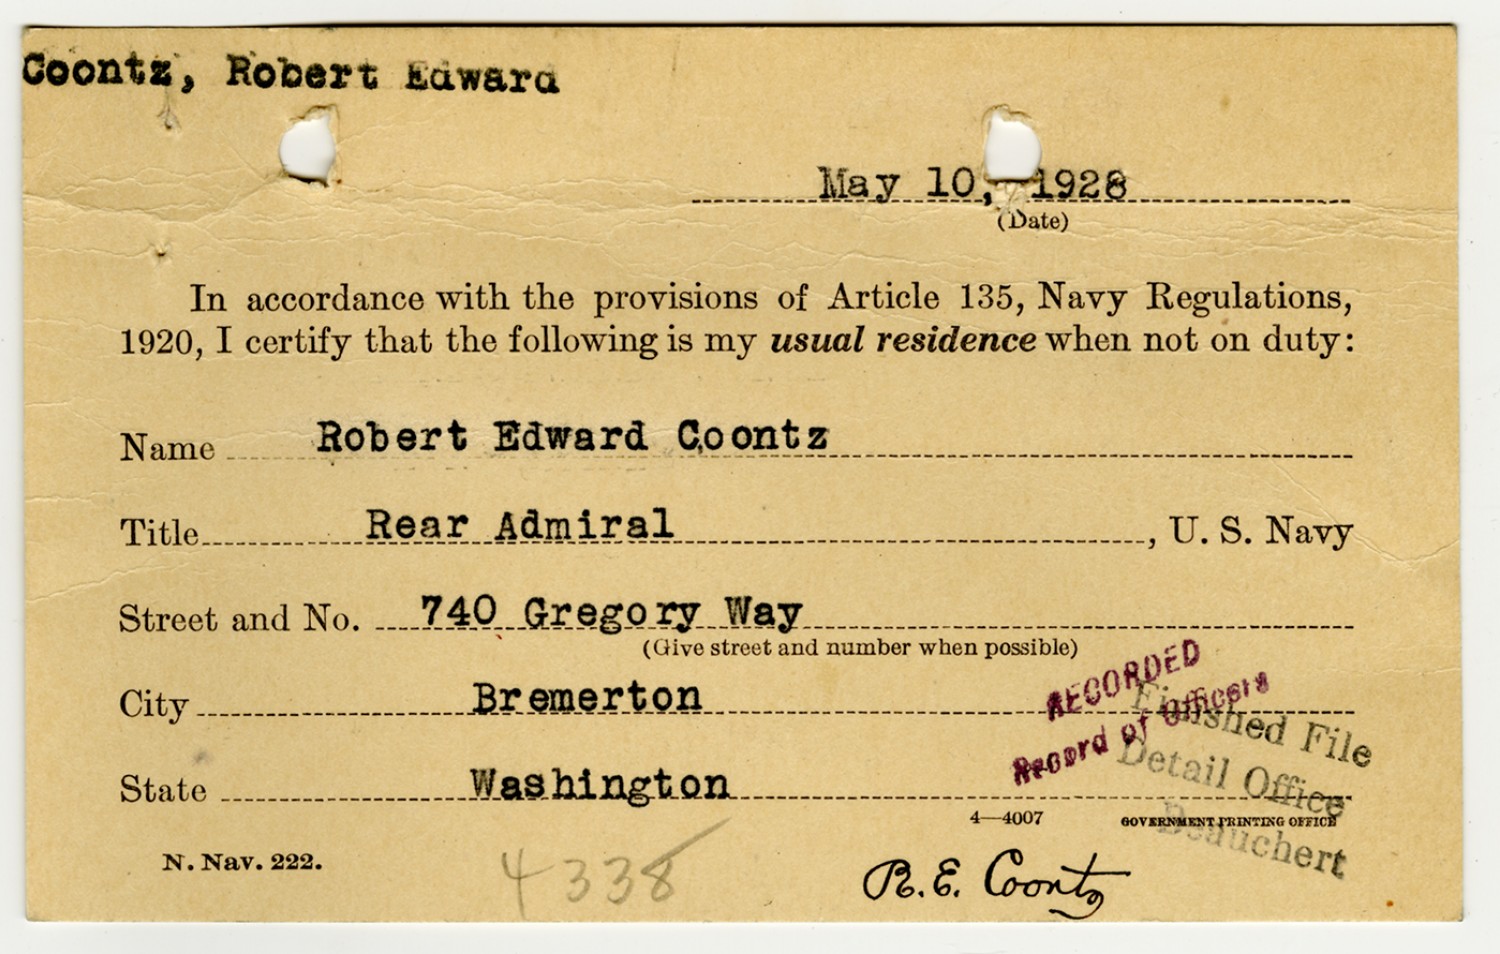 Coontz, Robert Edward
May 10, 1928
(Date)
In accordance with the provisions of Article 135, Navy Regulations,
1920, I certify that the following is my usual residence when not on duty:
Name Robert Edward Coontz
Title Rear Admiral, U. S. Navy
Street and No. 740 Gregory Way
(Give street and number when possible)
City Bremerton
State Washington
RECORDED
Record of Officers
Finished File
Detail Office
Beauchert
4—4007 GOVERNMENT PRINTING OFFICE
N. Nav. 222.
4338
R. E. Coontz